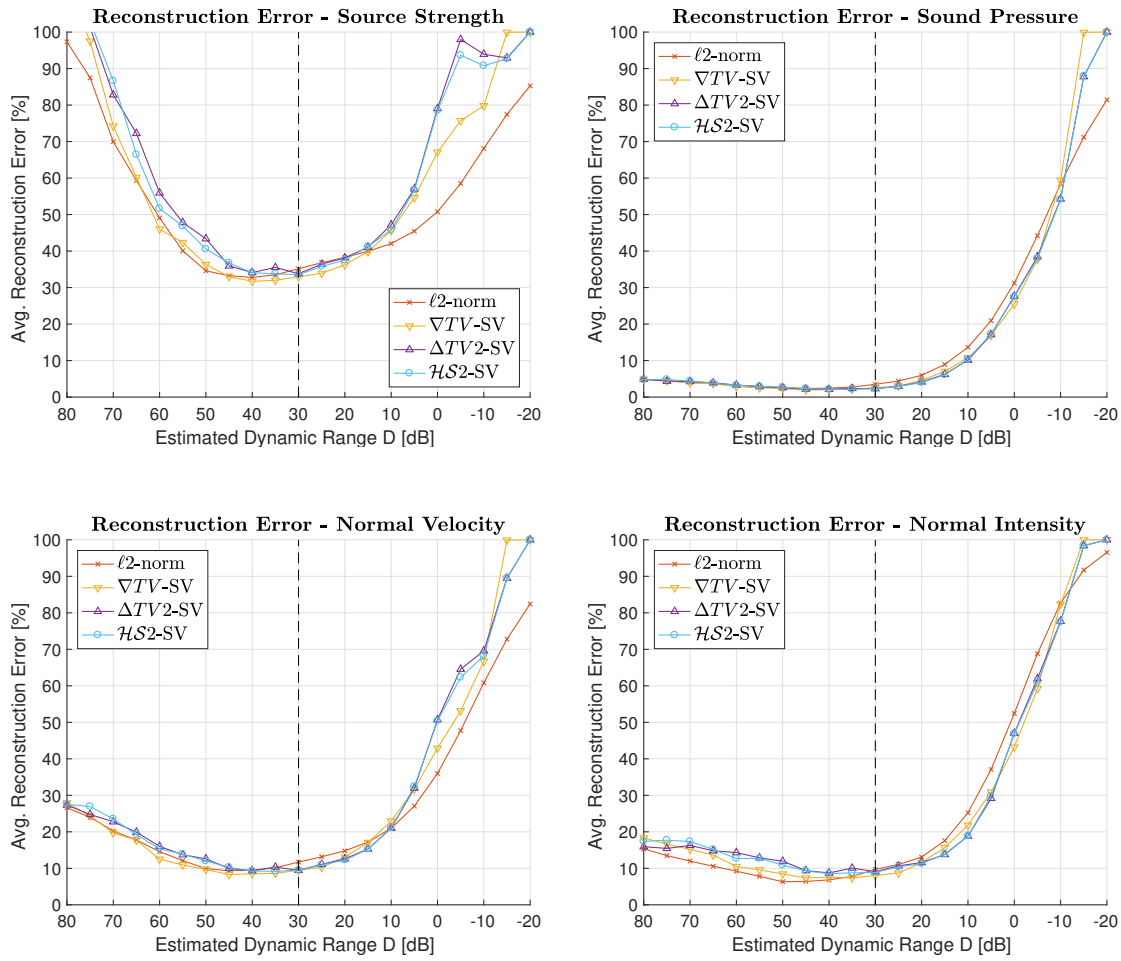 Reconstruction Error - Source Strength
Avg. Reconstruction Error [%]
100
90
80
70
60
50
40
30
20
10
0
ℓ2-norm
∇TV-SV
ΔTV2-SV
ℋ𝒮2-SV
80 70 60 50 40 30 20 10 0 -10 -20
Estimated Dynamic Range D [dB]
Reconstruction Error - Sound Pressure
Avg. Reconstruction Error [%]
100
90
80
70
60
50
40
30
20
10
0
ℓ2-norm
∇TV-SV
ΔTV2-SV
ℋ𝒮2-SV
80 70 60 50 40 30 20 10 0 -10 -20
Estimated Dynamic Range D [dB]
Reconstruction Error - Normal Velocity
Avg. Reconstruction Error [%]
100
90
80
70
60
50
40
30
20
10
0
ℓ2-norm
∇TV-SV
ΔTV2-SV
ℋ𝒮2-SV
80 70 60 50 40 30 20 10 0 -10 -20
Estimated Dynamic Range D [dB]
Reconstruction Error - Normal Intensity
Avg. Reconstruction Error [%]
100
90
80
70
60
50
40
30
20
10
0
ℓ2-norm
∇TV-SV
ΔTV2-SV
ℋ𝒮2-SV
80 70 60 50 40 30 20 10 0 -10 -20
Estimated Dynamic Range D [dB]